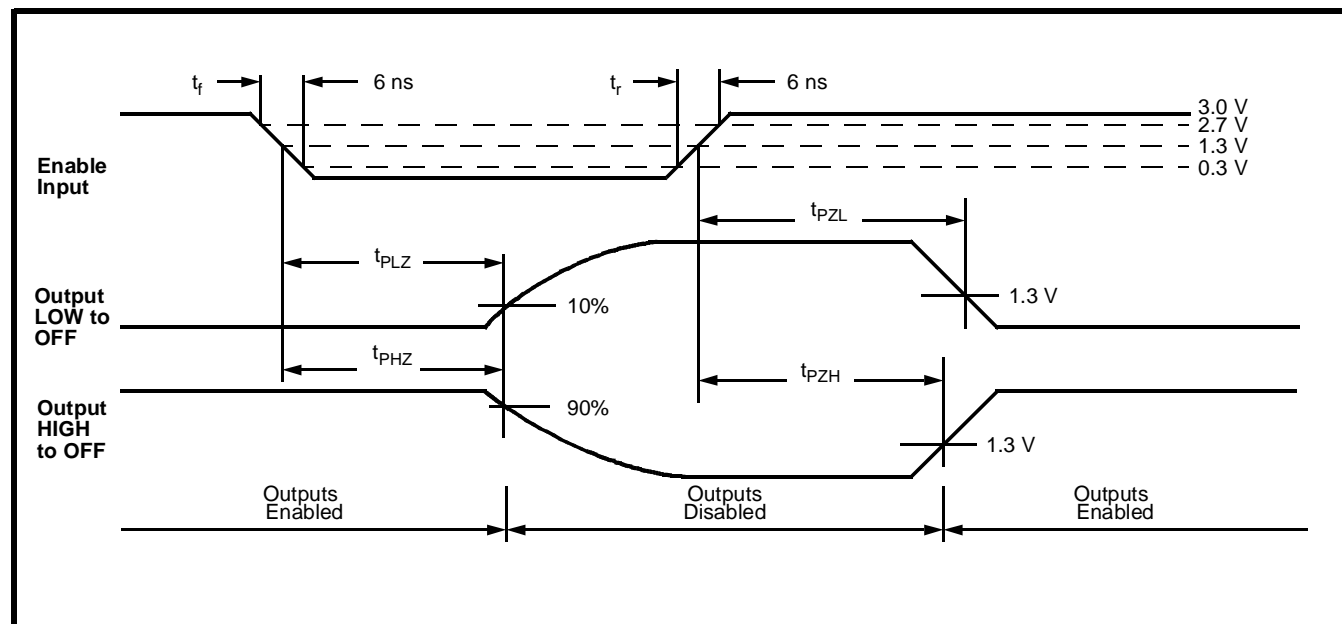 tf 6 ns
tr 6 ns
3.0 V
2.7 V
1.3 V
0.3 V
Enable
Input
tPZL
tPLZ
Output
LOW to
OFF
10%
1.3 V
tPHZ
tPZH
Output
HIGH
to OFF
90%
1.3 V
Outputs
Enabled
Outputs
Disabled
Outputs
Enabled